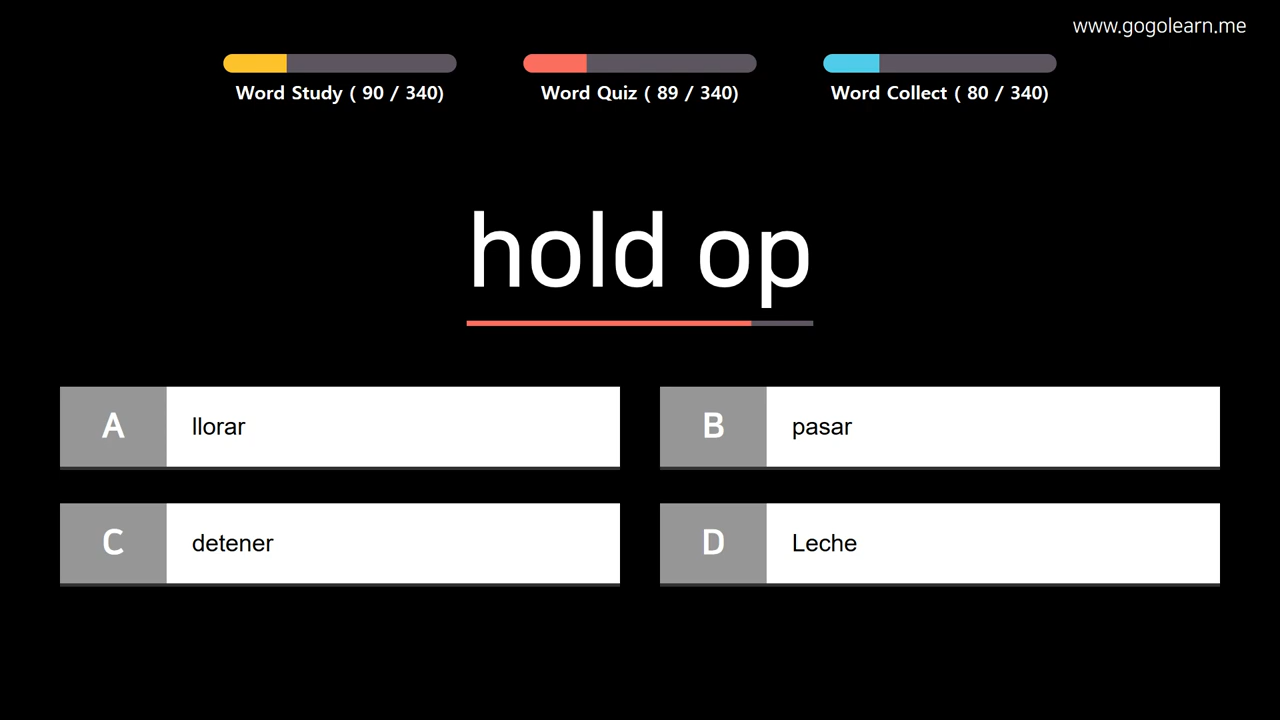 www.gogolearn.me
Word Study ( 90 / 340)
Word Quiz ( 89 / 340)
Word Collect ( 80 / 340)
hold op
A llorar
B pasar
C detener
D Leche